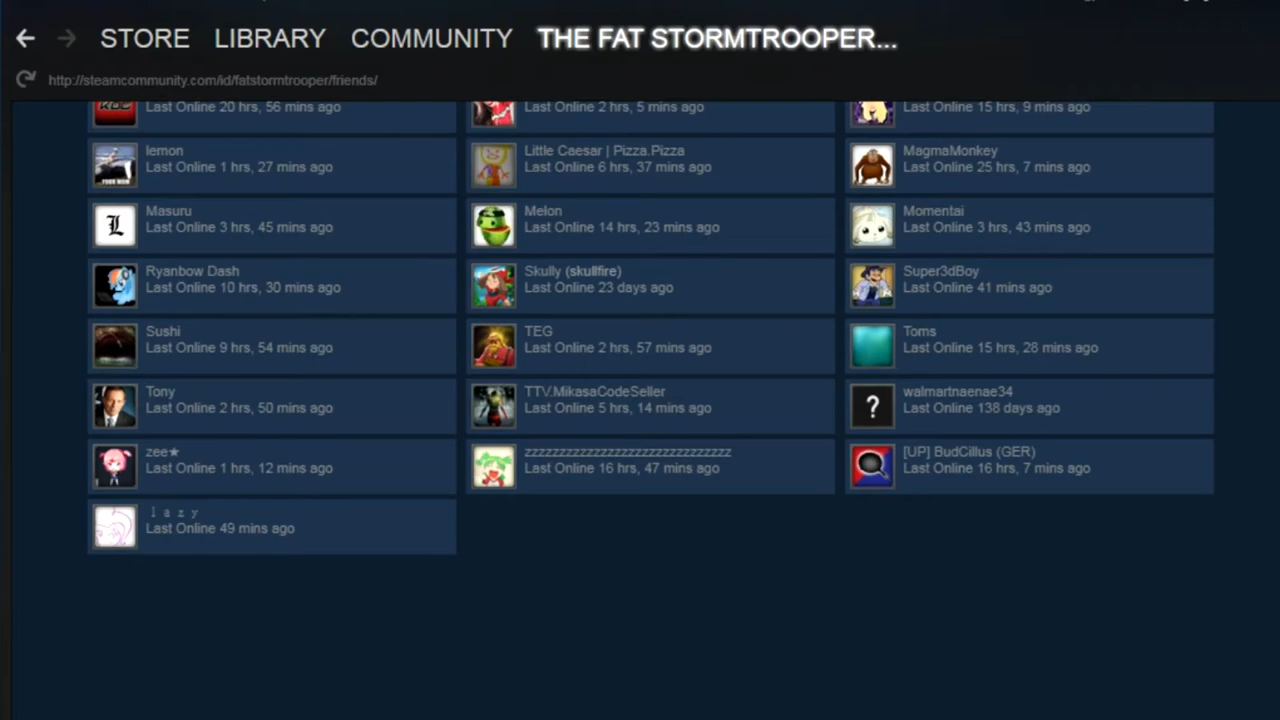 STORE LIBRARY COMMUNITY THE FAT STORMTROOPER...
http://steamcommunity.com/id/fatstormtrooper/friends/
Last Online 20 hrs, 56 mins ago
Last Online 2 hrs, 5 mins ago
Last Online 15 hrs, 9 mins ago
lemon
Last Online 1 hrs, 27 mins ago
YOUR MOM
Little Caesar | Pizza.Pizza
Last Online 6 hrs, 37 mins ago
MagmaMonkey
Last Online 25 hrs, 7 mins ago
L
Masuru
Last Online 3 hrs, 45 mins ago
Melon
Last Online 14 hrs, 23 mins ago
Momentai
Last Online 3 hrs, 43 mins ago
Ryanbow Dash
Last Online 10 hrs, 30 mins ago
Skully (skullfire)
Last Online 23 days ago
Super3dBoy
Last Online 41 mins ago
Sushi
Last Online 9 hrs, 54 mins ago
TEG
Last Online 2 hrs, 57 mins ago
Toms
Last Online 15 hrs, 28 mins ago
Tony
Last Online 2 hrs, 50 mins ago
TTV.MikasaCodeSeller
Last Online 5 hrs, 14 mins ago
?
walmartnaenae34
Last Online 138 days ago
zee★
Last Online 1 hrs, 12 mins ago
zzzzzzzzzzzzzzzzzzzzzzzzzzzzzzzz
Last Online 16 hrs, 47 mins ago
[UP] BudCillus (GER)
Last Online 16 hrs, 7 mins ago
ｌａｚｙ
Last Online 49 mins ago